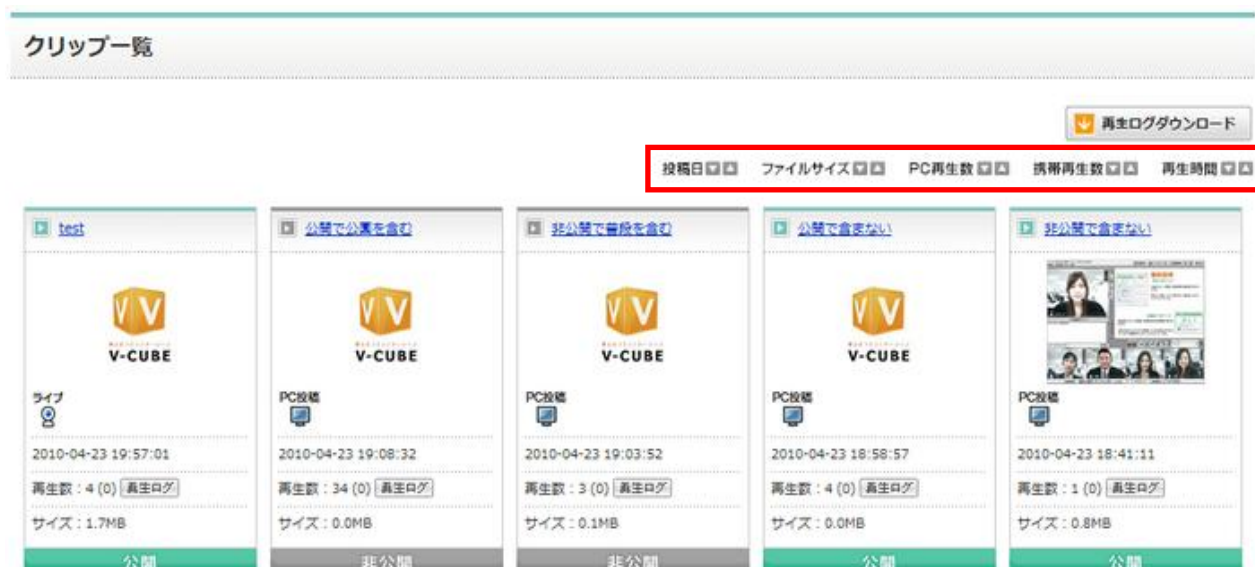 クリップ一覧
再生ログダウンロード
投稿日 ファイルサイズ PC再生数 携帯再生数 再生時間
test 公開で公募を含む 非公開で普段を含む 公開で含まない 非公開で含まない
V-CUBE V-CUBE V-CUBE V-CUBE
ライブ PC投稿 PC投稿 PC投稿 PC投稿
2010-04-23 19:57:01 2010-04-23 19:08:32 2010-04-23 19:03:52 2010-04-23 18:58:57 2010-04-23 18:41:11
再生数：4 (0) 再生ログ 再生数：34 (0) 再生ログ 再生数：3 (0) 再生ログ 再生数：4 (0) 再生ログ 再生数：1 (0) 再生ログ
サイズ：1.7MB サイズ：0.0MB サイズ：0.1MB サイズ：0.0MB サイズ：0.8MB
公開 非公開 非公開 公開 公開